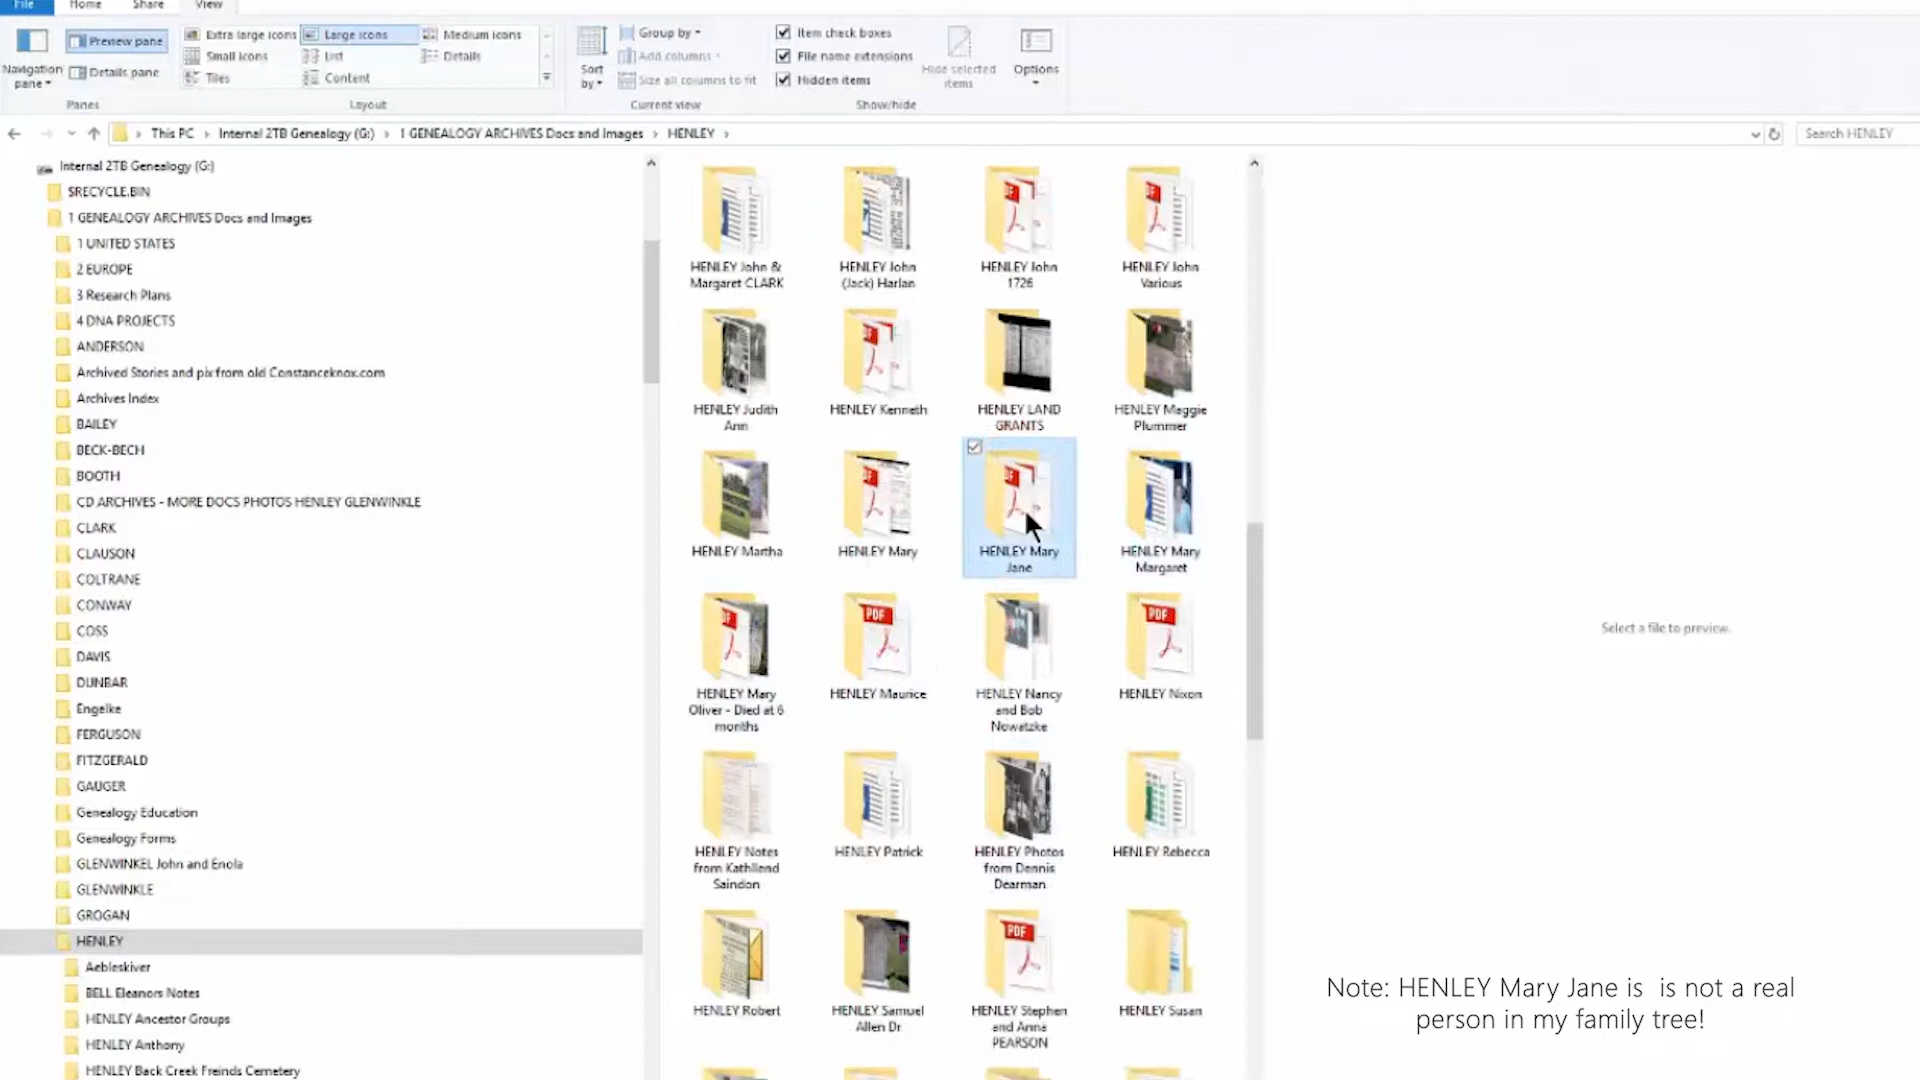 File Home Share View
Preview pane
Details pane
Navigation
pane
Panes
Extra large icons Large icons Medium icons
Small icons List Details
Tiles Content
Layout
Sort
by
Group by
Add columns
Size all columns to fit
Current view
Item check boxes
File name extensions
Hidden items
Hide selected
items
Show/hide
Options
This PC Internal 2TB Genealogy (G:) 1 GENEALOGY ARCHIVES Docs and Images HENLEY
Search HENLEY
Internal 2TB Genealogy (G:)
$RECYCLE.BIN
1 GENEALOGY ARCHIVES Docs and Images
1 UNITED STATES
2 EUROPE
3 Research Plans
4 DNA PROJECTS
ANDERSON
Archived Stories and pix from old Constanceknox.com
Archives Index
BAILEY
BECK-BECH
BOOTH
CD ARCHIVES - MORE DOCS PHOTOS HENLEY GLENWINKLE
CLARK
CLAUSON
COLTRANE
CONWAY
COSS
DAVIS
DUNBAR
Engelke
FERGUSON
FITZGERALD
GAUGER
Genealogy Education
Genealogy Forms
GLENWINKEL John and Enola
GLENWINKLE
GROGAN
HENLEY
Aebleskiver
BELL Eleanors Notes
HENLEY Ancestor Groups
HENLEY Anthony
HENLEY Back Creek Freinds Cemetery
HENLEY John &
Margaret CLARK
HENLEY John
(Jack) Harlan
HENLEY John
1726
HENLEY John
Various
HENLEY Judith
Ann
HENLEY Kenneth
HENLEY LAND
GRANTS
HENLEY Maggie
Plummer
HENLEY Martha
HENLEY Mary
HENLEY Mary
Jane
HENLEY Mary
Margaret
HENLEY Mary
Oliver - Died at 6
months
PDF
HENLEY Maurice
HENLEY Nancy
and Bob
Nowatzke
PDF
HENLEY Nixon
HENLEY Notes
from Kathllend
Saindon
HENLEY Patrick
HENLEY Photos
from Dennis
Dearman
HENLEY Rebecca
HENLEY Robert
HENLEY Samuel
Allen Dr
PDF
HENLEY Stephen
and Anna
PEARSON
HENLEY Susan
Select a file to preview.
Note: HENLEY Mary Jane is is not a real
person in my family tree!